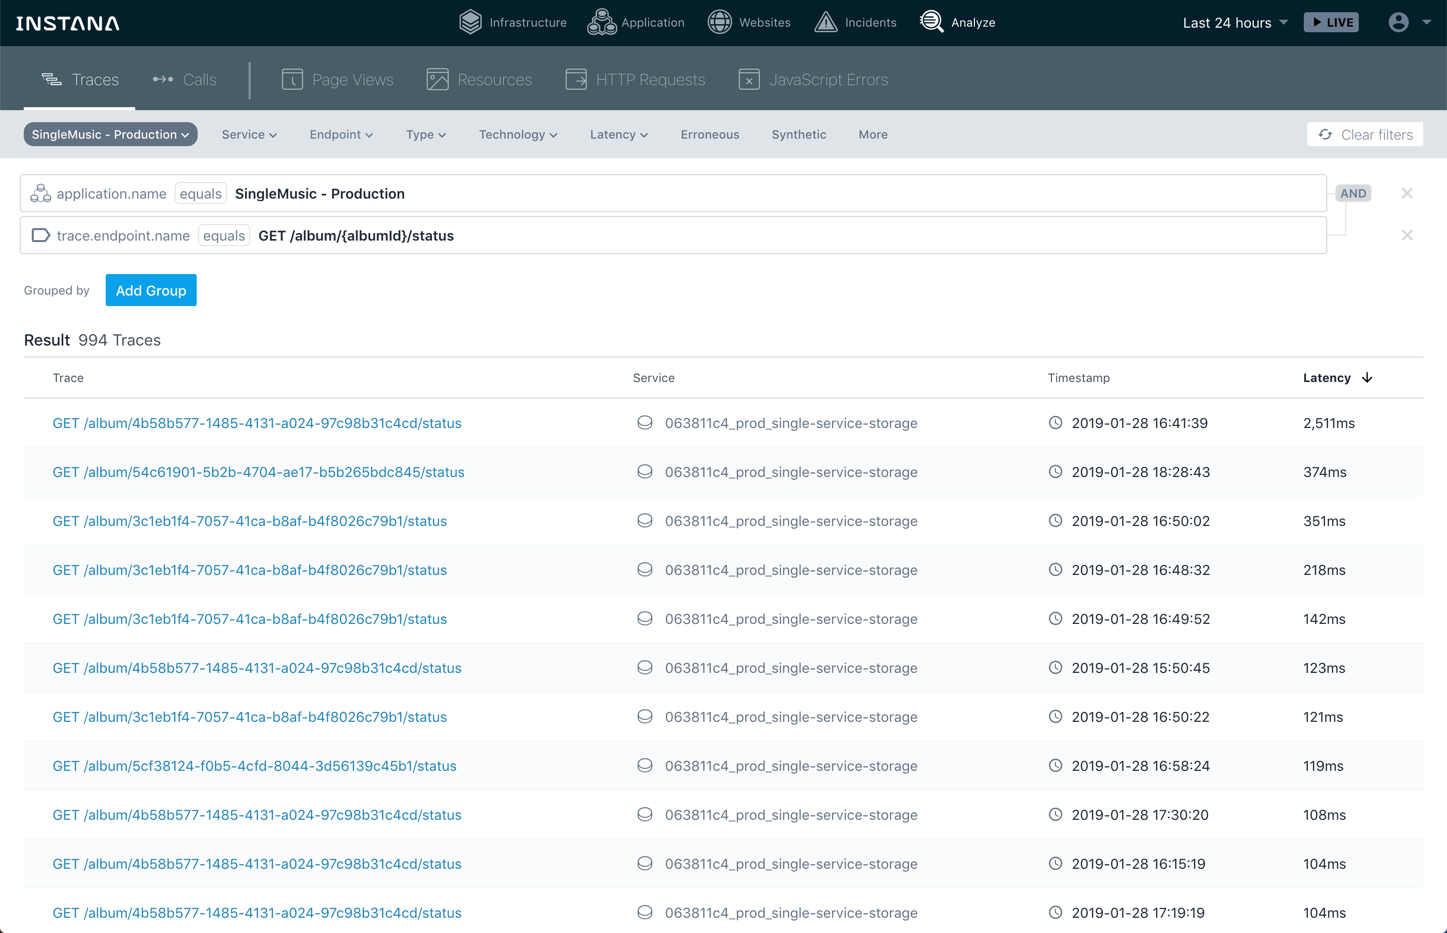 INSTANA Infrastructure Application Websites Incidents Analyze Last 24 hours LIVE
Traces Calls Page Views Resources HTTP Requests JavaScript Errors
SingleMusic - Production Service Endpoint Type Technology Latency Erroneous Synthetic More Clear filters
application.name equals SingleMusic - Production AND
trace.endpoint.name equals GET /album/{albumId}/status
Grouped by Add Group
Result 994 Traces
Trace Service Timestamp Latency
GET /album/4b58b577-1485-4131-a024-97c98b31c4cd/status 063811c4_prod_single-service-storage 2019-01-28 16:41:39 2,511ms
GET /album/54c61901-5b2b-4704-ae17-b5b265bdc845/status 063811c4_prod_single-service-storage 2019-01-28 18:28:43 374ms
GET /album/3c1eb1f4-7057-41ca-b8af-b4f8026c79b1/status 063811c4_prod_single-service-storage 2019-01-28 16:50:02 351ms
GET /album/3c1eb1f4-7057-41ca-b8af-b4f8026c79b1/status 063811c4_prod_single-service-storage 2019-01-28 16:48:32 218ms
GET /album/3c1eb1f4-7057-41ca-b8af-b4f8026c79b1/status 063811c4_prod_single-service-storage 2019-01-28 16:49:52 142ms
GET /album/4b58b577-1485-4131-a024-97c98b31c4cd/status 063811c4_prod_single-service-storage 2019-01-28 15:50:45 123ms
GET /album/3c1eb1f4-7057-41ca-b8af-b4f8026c79b1/status 063811c4_prod_single-service-storage 2019-01-28 16:50:22 121ms
GET /album/5cf38124-f0b5-4cfd-8044-3d56139c45b1/status 063811c4_prod_single-service-storage 2019-01-28 16:58:24 119ms
GET /album/4b58b577-1485-4131-a024-97c98b31c4cd/status 063811c4_prod_single-service-storage 2019-01-28 17:30:20 108ms
GET /album/4b58b577-1485-4131-a024-97c98b31c4cd/status 063811c4_prod_single-service-storage 2019-01-28 16:15:19 104ms
GET /album/4b58b577-1485-4131-a024-97c98b31c4cd/status 063811c4_prod_single-service-storage 2019-01-28 17:19:19 104ms